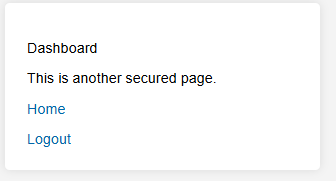 Dashboard
This is another secured page.
Home
Logout